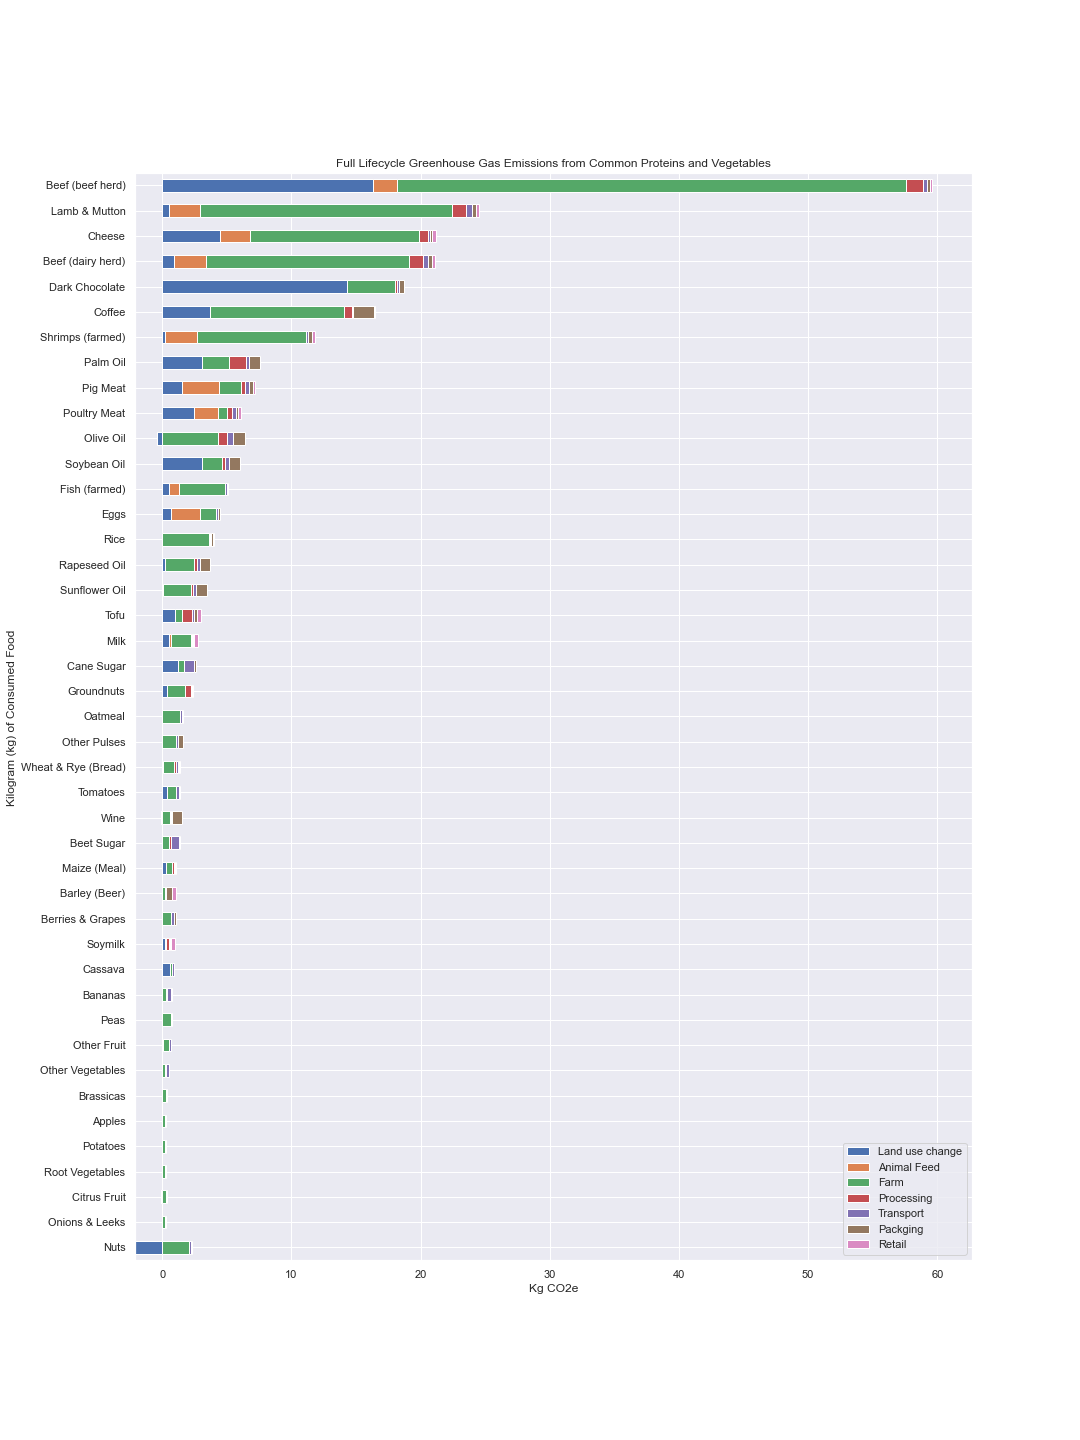 Full Lifecycle Greenhouse Gas Emissions from Common Proteins and Vegetables
Kilogram (kg) of Consumed Food
Beef (beef herd)
Lamb & Mutton
Cheese
Beef (dairy herd)
Dark Chocolate
Coffee
Shrimps (farmed)
Palm Oil
Pig Meat
Poultry Meat
Olive Oil
Soybean Oil
Fish (farmed)
Eggs
Rice
Rapeseed Oil
Sunflower Oil
Tofu
Milk
Cane Sugar
Groundnuts
Oatmeal
Other Pulses
Wheat & Rye (Bread)
Tomatoes
Wine
Beet Sugar
Maize (Meal)
Barley (Beer)
Berries & Grapes
Soymilk
Cassava
Bananas
Peas
Other Fruit
Other Vegetables
Brassicas
Apples
Potatoes
Root Vegetables
Citrus Fruit
Onions & Leeks
Nuts
Land use change
Animal Feed
Farm
Processing
Transport
Packging
Retail
0 10 20 30 40 50 60
Kg CO2e